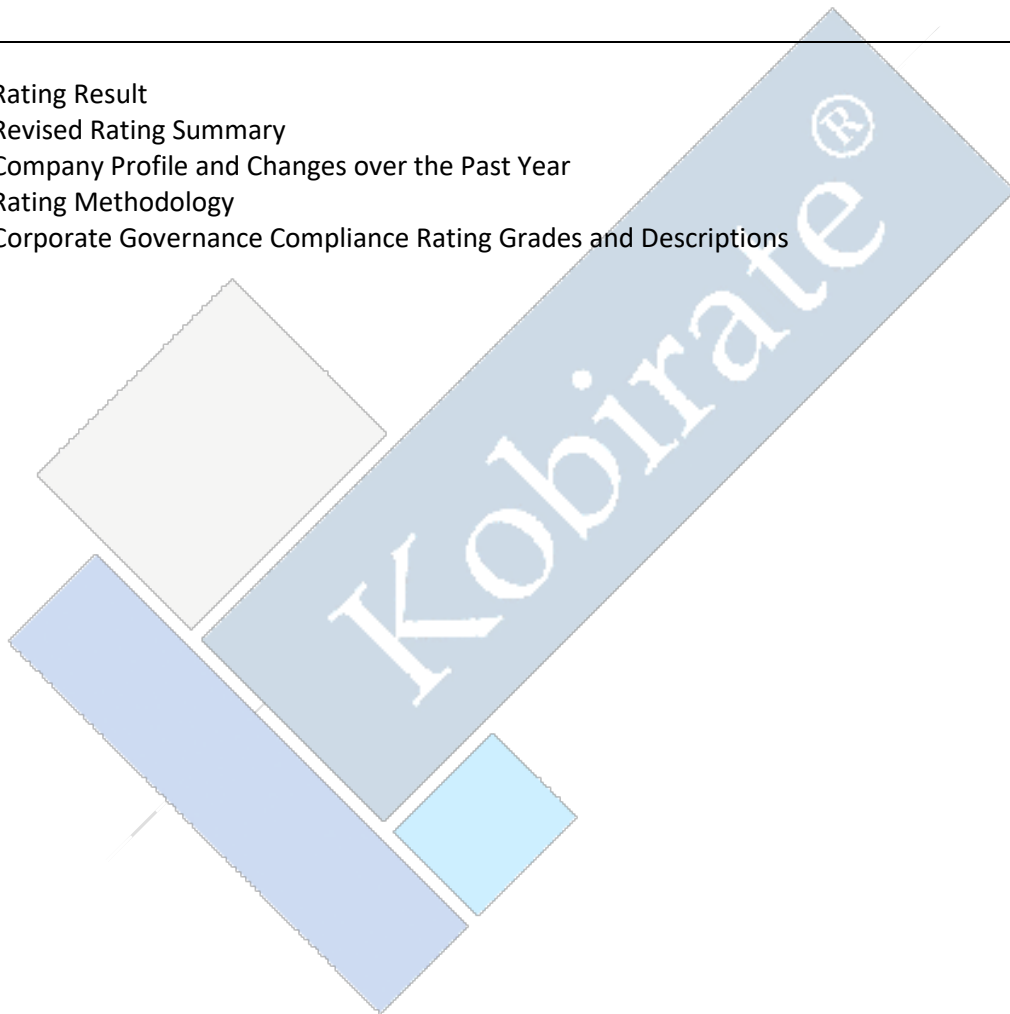 Rating Result
Revised Rating Summary
Company Profile and Changes over the Past Year
Rating Methodology
Corporate Governance Compliance Rating Grades and Descriptions
Kobirate ®